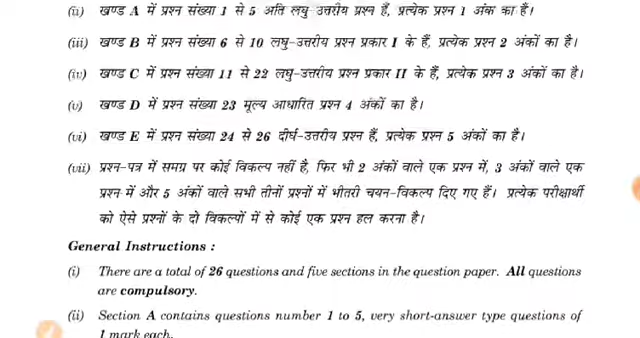 (ii) खण्ड A में प्रश्न संख्या 1 से 5 अति लघु-उत्तरीय प्रश्न हैं, प्रत्येक प्रश्न 1 अंक का है।
(iii) खण्ड B में प्रश्न संख्या 6 से 10 लघु-उत्तरीय प्रश्न प्रकार I के हैं, प्रत्येक प्रश्न 2 अंकों का है।
(iv) खण्ड C में प्रश्न संख्या 11 से 22 लघु-उत्तरीय प्रश्न प्रकार II के हैं, प्रत्येक प्रश्न 3 अंकों का है।
(v) खण्ड D में प्रश्न संख्या 23 मूल्य आधारित प्रश्न 4 अंकों का है।
(vi) खण्ड E में प्रश्न संख्या 24 से 26 दीर्घ-उत्तरीय प्रश्न हैं, प्रत्येक प्रश्न 5 अंकों का है।
(vii) प्रश्न-पत्र में समग्र पर कोई विकल्प नहीं है, फिर भी 2 अंकों वाले एक प्रश्न में, 3 अंकों वाले एक
प्रश्न में और 5 अंकों वाले सभी तीनों प्रश्नों में भीतरी चयन-विकल्प दिए गए हैं। प्रत्येक परीक्षार्थी
को ऐसे प्रश्नों के दो विकल्पों में से कोई एक प्रश्न हल करना है।
General Instructions :
(i) There are a total of 26 questions and five sections in the question paper. All questions
are compulsory.
(ii) Section A contains questions number 1 to 5, very short-answer type questions of
1 mark each.